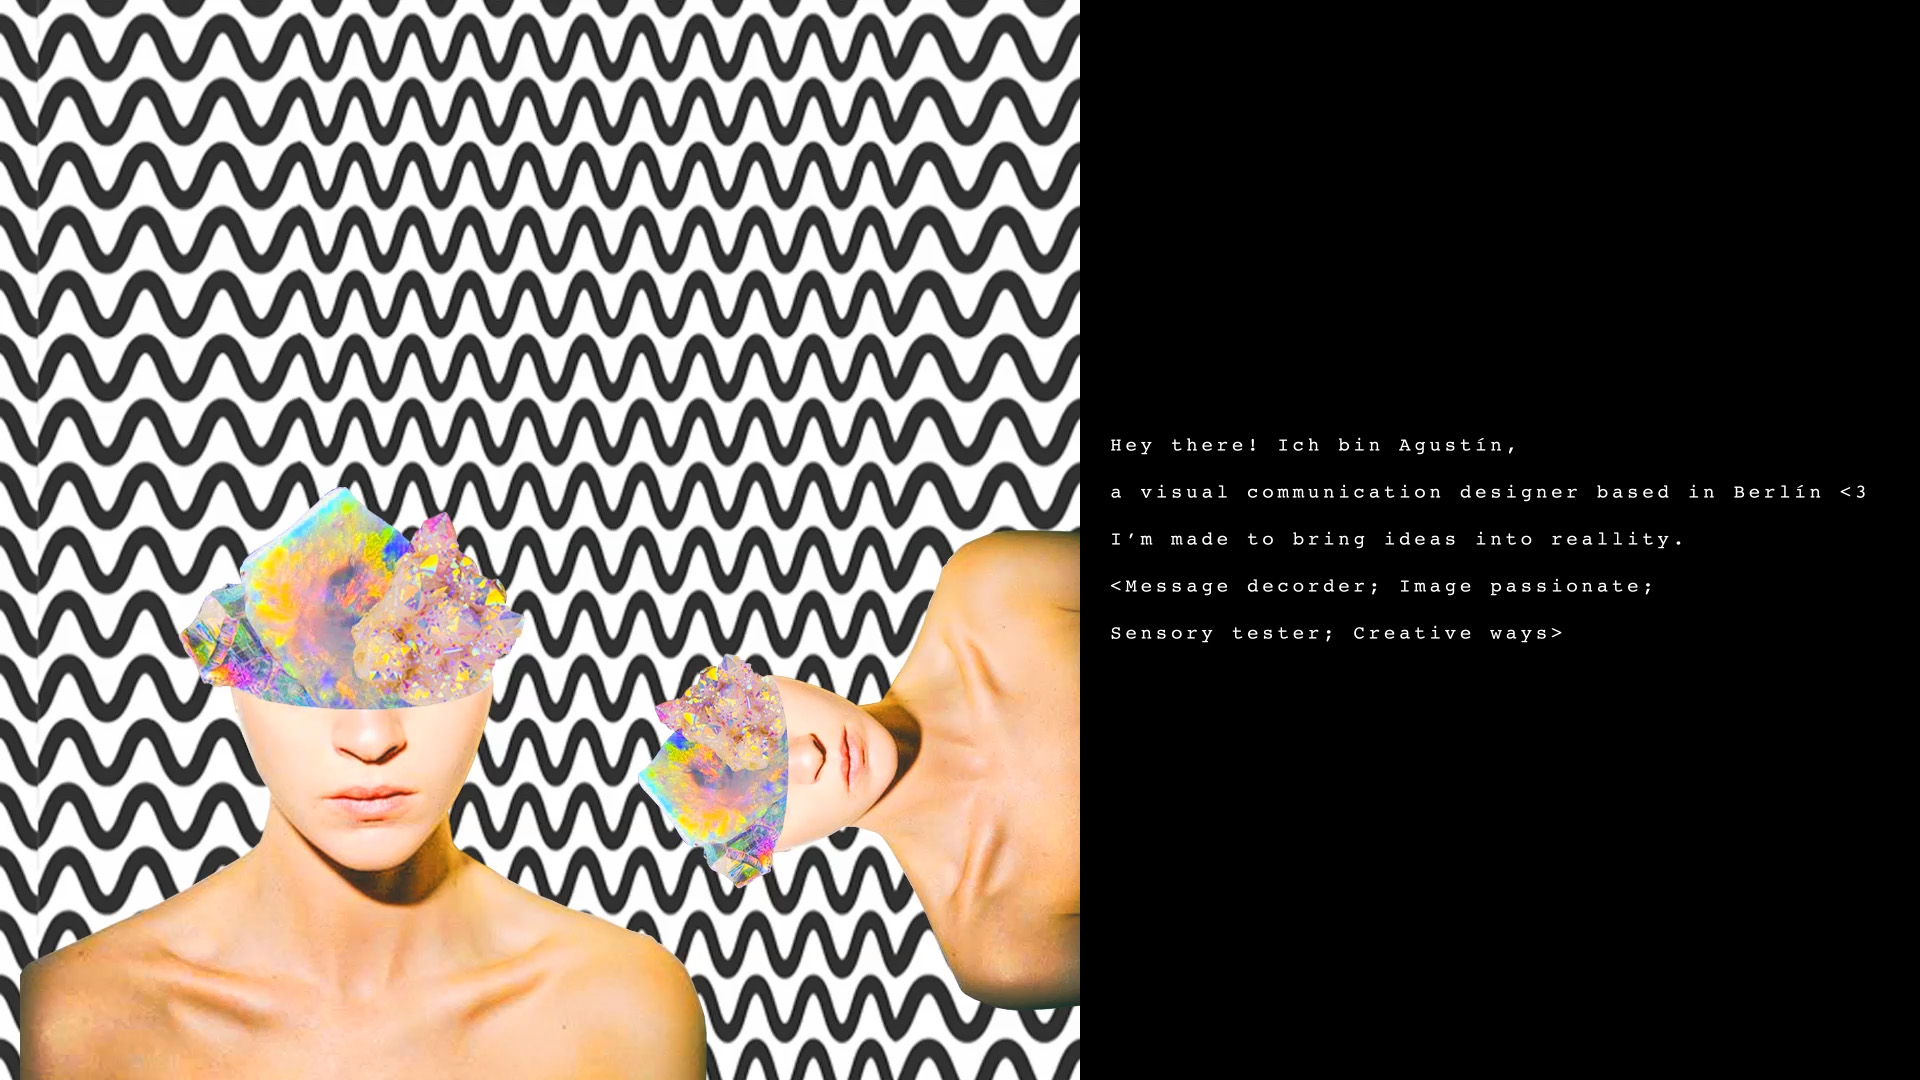 Hey there! Ich bin Agustín,
a visual communication designer based in Berlín <3
I’m made to bring ideas into reallity.
<Message decorder; Image passionate;
Sensory tester; Creative ways>